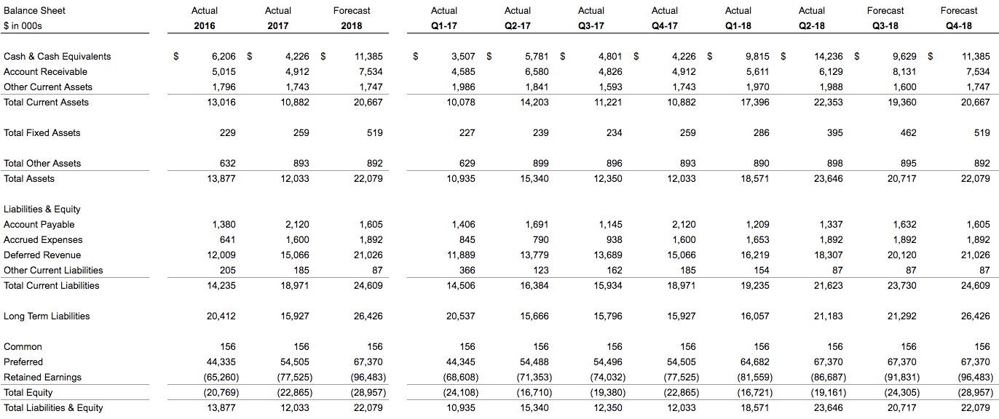 Balance Sheet Actual Actual Forecast Actual Actual Actual Actual Actual Actual Forecast Forecast
$ in 000s 2016 2017 2018 Q1-17 Q2-17 Q3-17 Q4-17 Q1-18 Q2-18 Q3-18 Q4-18
Cash & Cash Equivalents $ 6,206 $ 4,226 $ 11,385 $ 3,507 $ 5,781 $ 4,801 $ 4,226 $ 9,815 $ 14,236 $ 9,629 $ 11,385
Account Receivable 5,015 4,912 7,534 4,585 6,580 4,826 4,912 5,611 6,129 8,131 7,534
Other Current Assets 1,796 1,743 1,747 1,986 1,841 1,593 1,743 1,970 1,988 1,600 1,747
Total Current Assets 13,016 10,882 20,667 10,078 14,203 11,221 10,882 17,396 22,353 19,360 20,667
Total Fixed Assets 229 259 519 227 239 234 259 286 395 462 519
Total Other Assets 632 893 892 629 899 896 893 890 898 895 892
Total Assets 13,877 12,033 22,079 10,935 15,340 12,350 12,033 18,571 23,646 20,717 22,079
Liabilities & Equity
Account Payable 1,380 2,120 1,605 1,406 1,691 1,145 2,120 1,209 1,337 1,632 1,605
Accrued Expenses 641 1,600 1,892 845 790 938 1,600 1,653 1,892 1,892 1,892
Deferred Revenue 12,009 15,066 21,026 11,889 13,779 13,689 15,066 16,219 18,307 20,120 21,026
Other Current Liabilities 205 185 87 366 123 162 185 154 87 87 87
Total Current Liabilities 14,235 18,971 24,609 14,506 16,384 15,934 18,971 19,235 21,623 23,730 24,609
Long Term Liabilities 20,412 15,927 26,426 20,537 15,666 15,796 15,927 16,057 21,183 21,292 26,426
Common 156 156 156 156 156 156 156 156 156 156 156
Preferred 44,335 54,505 67,370 44,345 54,488 54,496 54,505 64,682 67,370 67,370 67,370
Retained Earnings (65,260) (77,525) (96,483) (68,608) (71,353) (74,032) (77,525) (81,559) (86,687) (91,831) (96,483)
Total Equity (20,769) (22,865) (28,957) (24,108) (16,710) (19,380) (22,865) (16,721) (19,161) (24,305) (28,957)
Total Liabilities & Equity 13,877 12,033 22,079 10,935 15,340 12,350 12,033 18,571 23,646 20,717 22,079